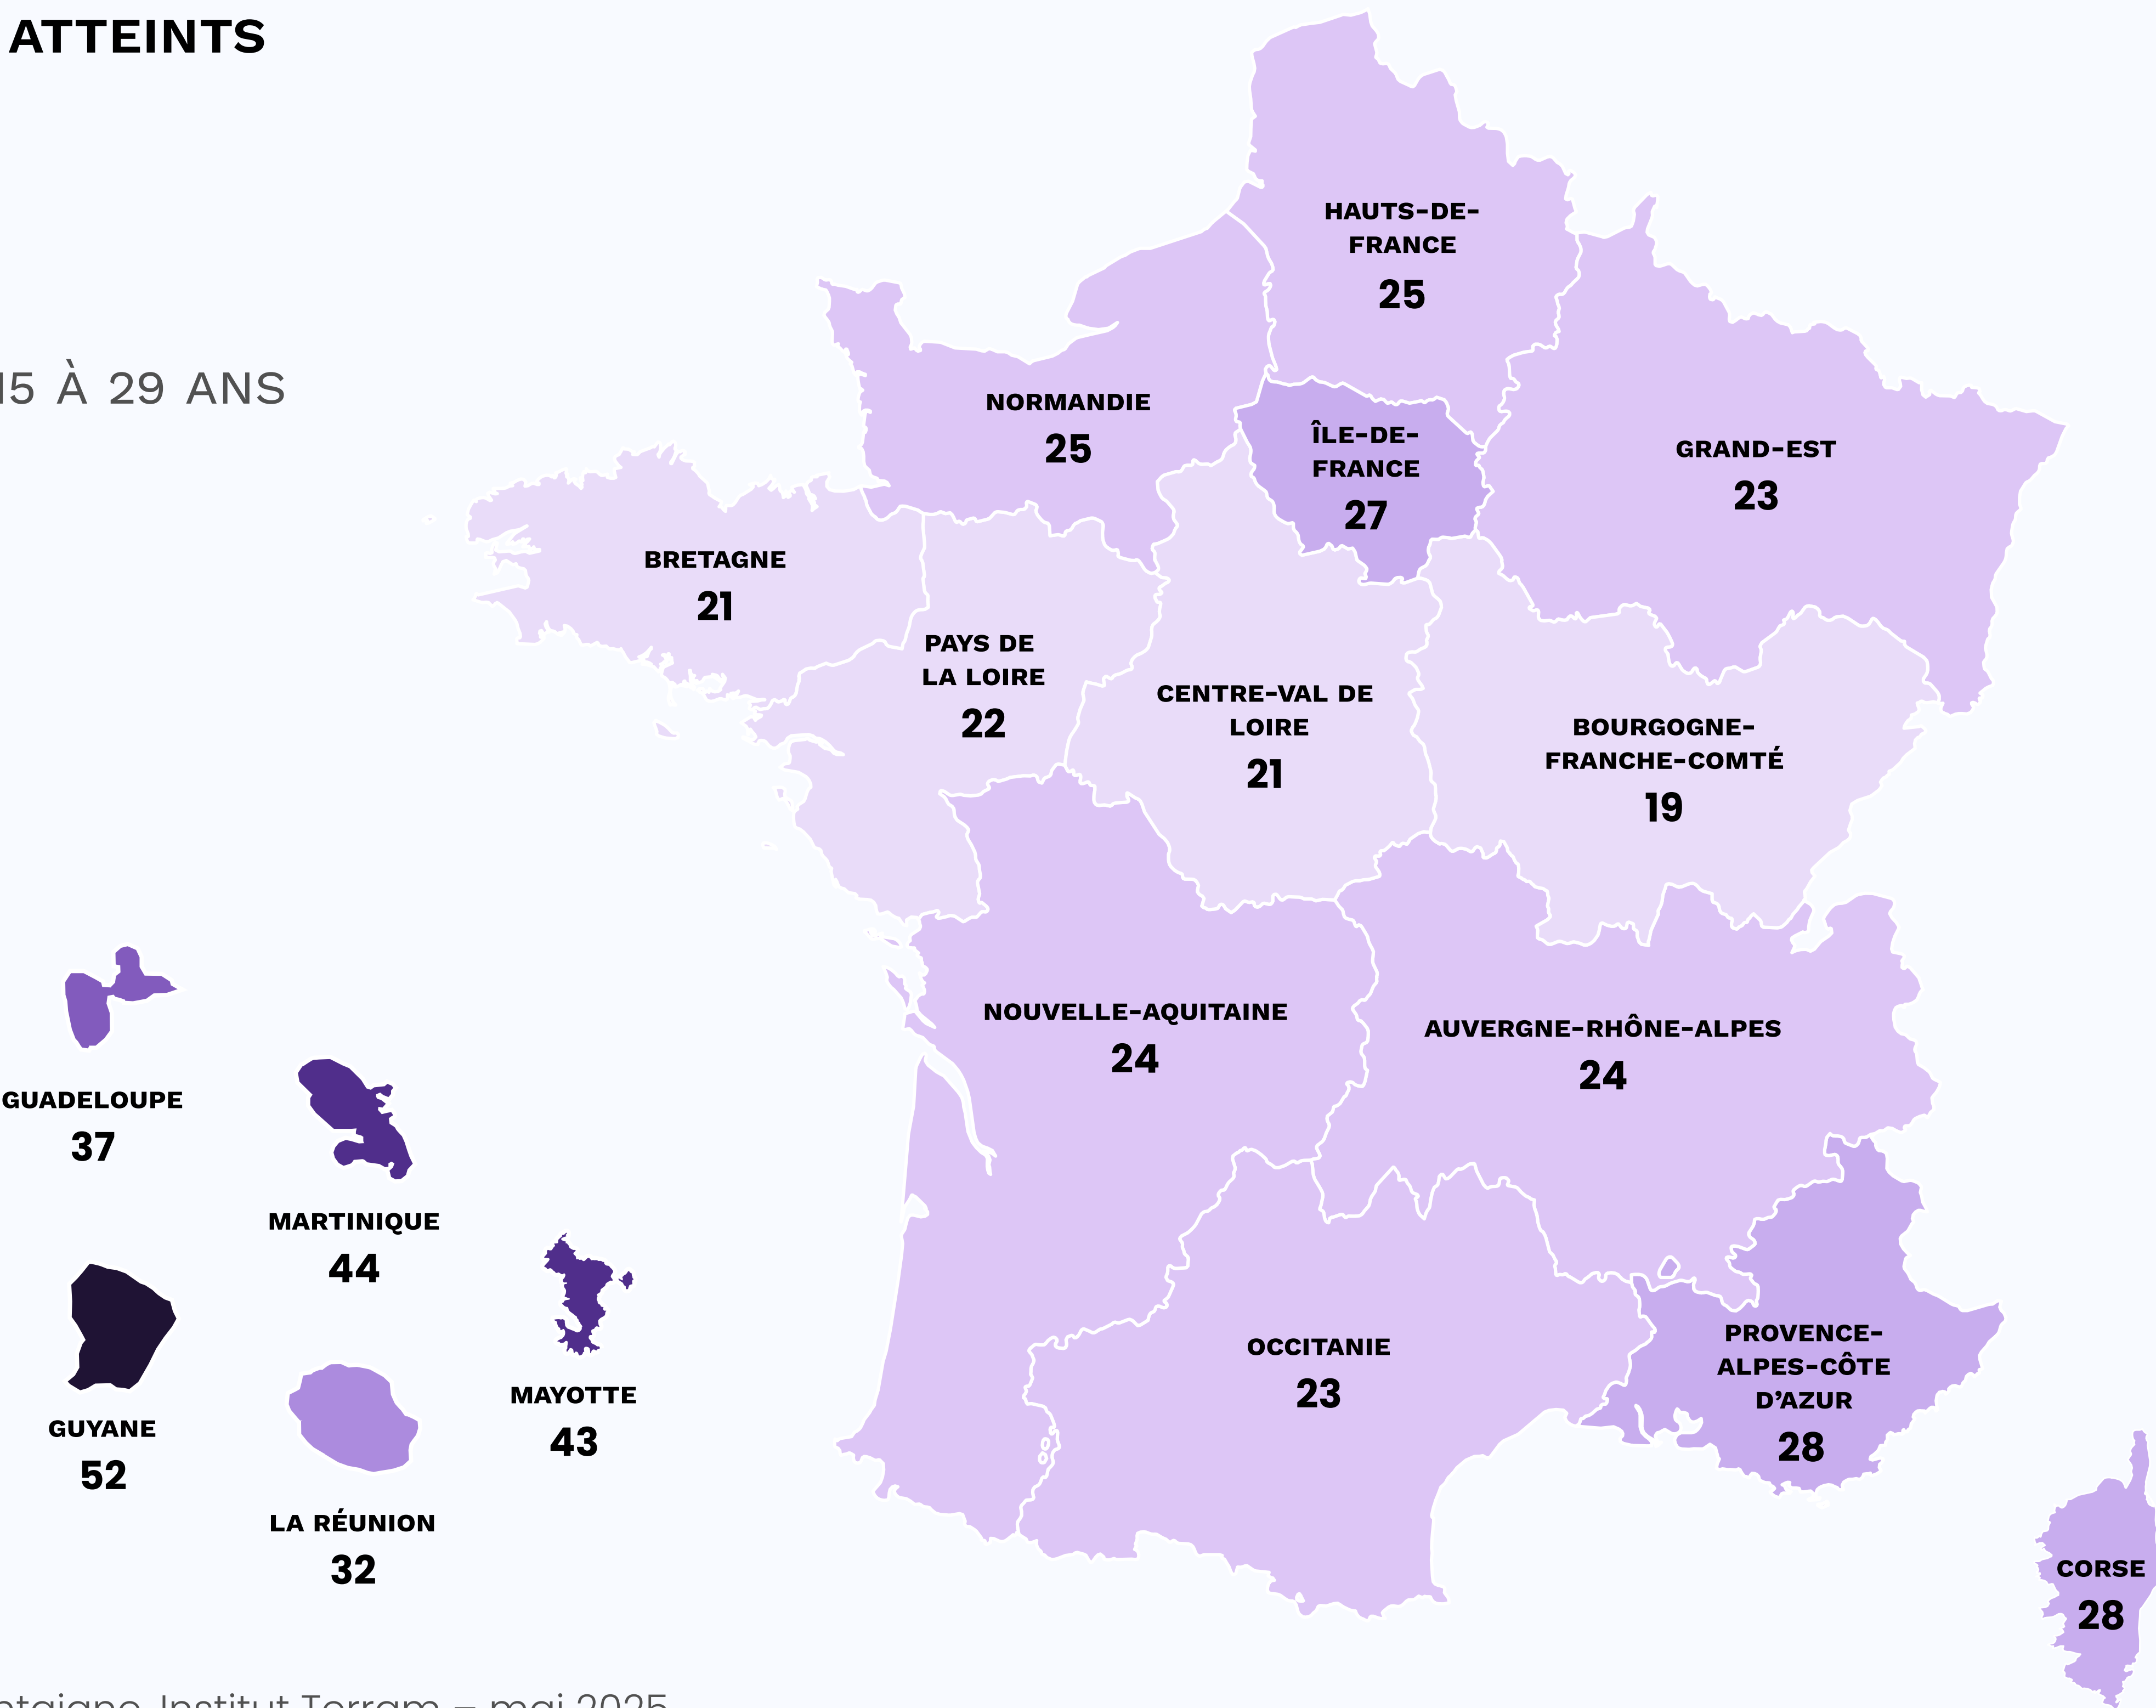 ATTEINTS
15 À 29 ANS
HAUTS-DE-
FRANCE
25
NORMANDIE
25
ÎLE-DE-
FRANCE
27
GRAND-EST
23
BRETAGNE
21
PAYS DE
LA LOIRE
22
CENTRE-VAL DE
LOIRE
21
BOURGOGNE-
FRANCHE-COMTÉ
19
NOUVELLE-AQUITAINE
24
AUVERGNE-RHÔNE-ALPES
24
GUADELOUPE
37
MARTINIQUE
44
GUYANE
52
MAYOTTE
43
LA RÉUNION
32
OCCITANIE
23
PROVENCE-
ALPES-CÔTE
D’AZUR
28
CORSE
28
Institut Terram – mai 2025